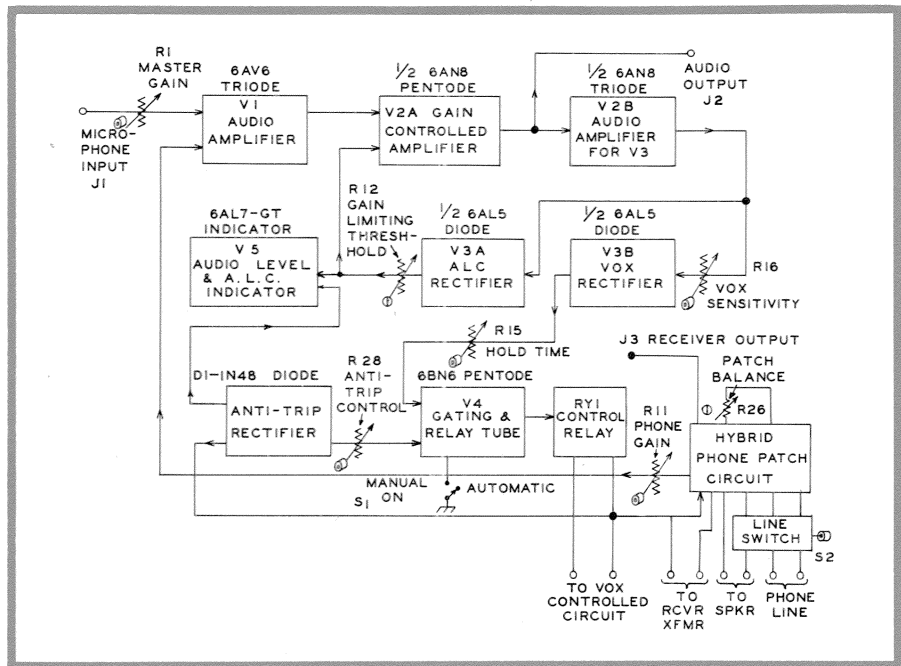 R1
MASTER
GAIN
6AV6
TRIODE
V1
AUDIO
AMPLIFIER
MICRO-
PHONE
INPUT
J1
1/2 6AN8
PENTODE
V2A GAIN
CONTROLLED
AMPLIFIER
1/2 6AN8
TRIODE
V2B
AUDIO
AMPLIFIER
FOR V3
AUDIO
OUTPUT
J2
6AL7-GT
INDICATOR
V5
AUDIO LEVEL
& A.L.C.
INDICATOR
R12
GAIN
LIMITING
THRESH-
HOLD
1/2 6AL5
DIODE
V3A
ALC
RECTIFIER
1/2 6AL5
DIODE
V3B
VOX
RECTIFIER
R16
VOX
SENSITIVITY
R15
HOLD TIME
J3 RECEIVER OUTPUT
PATCH
BALANCE
R26
D1-1N48 DIODE
ANTI-TRIP
RECTIFIER
R28
ANTI-
TRIP
CONTROL
6BN6 PENTODE
V4
GATING &
RELAY TUBE
RY1
CONTROL
RELAY
R11
PHONE
GAIN
HYBRID
PHONE PATCH
CIRCUIT
MANUAL
ON
S1
AUTOMATIC
LINE
SWITCH
S2
TO VOX
CONTROLLED
CIRCUIT
TO
RCVR
XFMR
TO
SPKR
PHONE
LINE